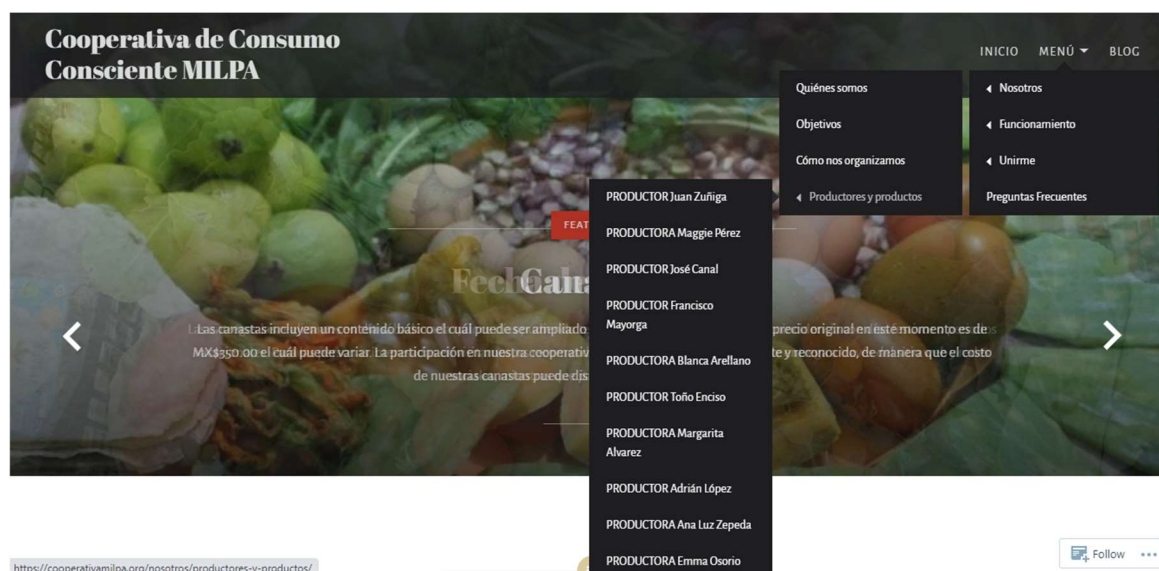 Cooperativa de Consumo
Consciente MILPA
INICIO MENÚ BLOG
Quiénes somos
Objetivos
Cómo nos organizamos
Productores y productos
Nosotros
Funcionamiento
Unirme
Preguntas Frecuentes
PRODUCTOR Juan Zuñiga
PRODUCTORA Maggie Pérez
PRODUCTOR José Canal
PRODUCTOR Francisco
Mayorga
PRODUCTOR Blanca Arellano
PRODUCTOR Toño Enciso
PRODUCTORA Margarita
Alvarez
PRODUCTOR Adrián López
PRODUCTORA Ana Luz Zepeda
PRODUCTORA Emma Osorio
FEAT
Las canastas incluyen un contenido básico el cuál puede ser ampliado precio original en este momento es de
MX$350.00 el cuál puede variar. La participación en nuestra cooperativ te y reconocido, de manera que el costo
de nuestras canastas puede dis
https://cooperativamilpa.org/nosotros/productores-y-productos/
Follow